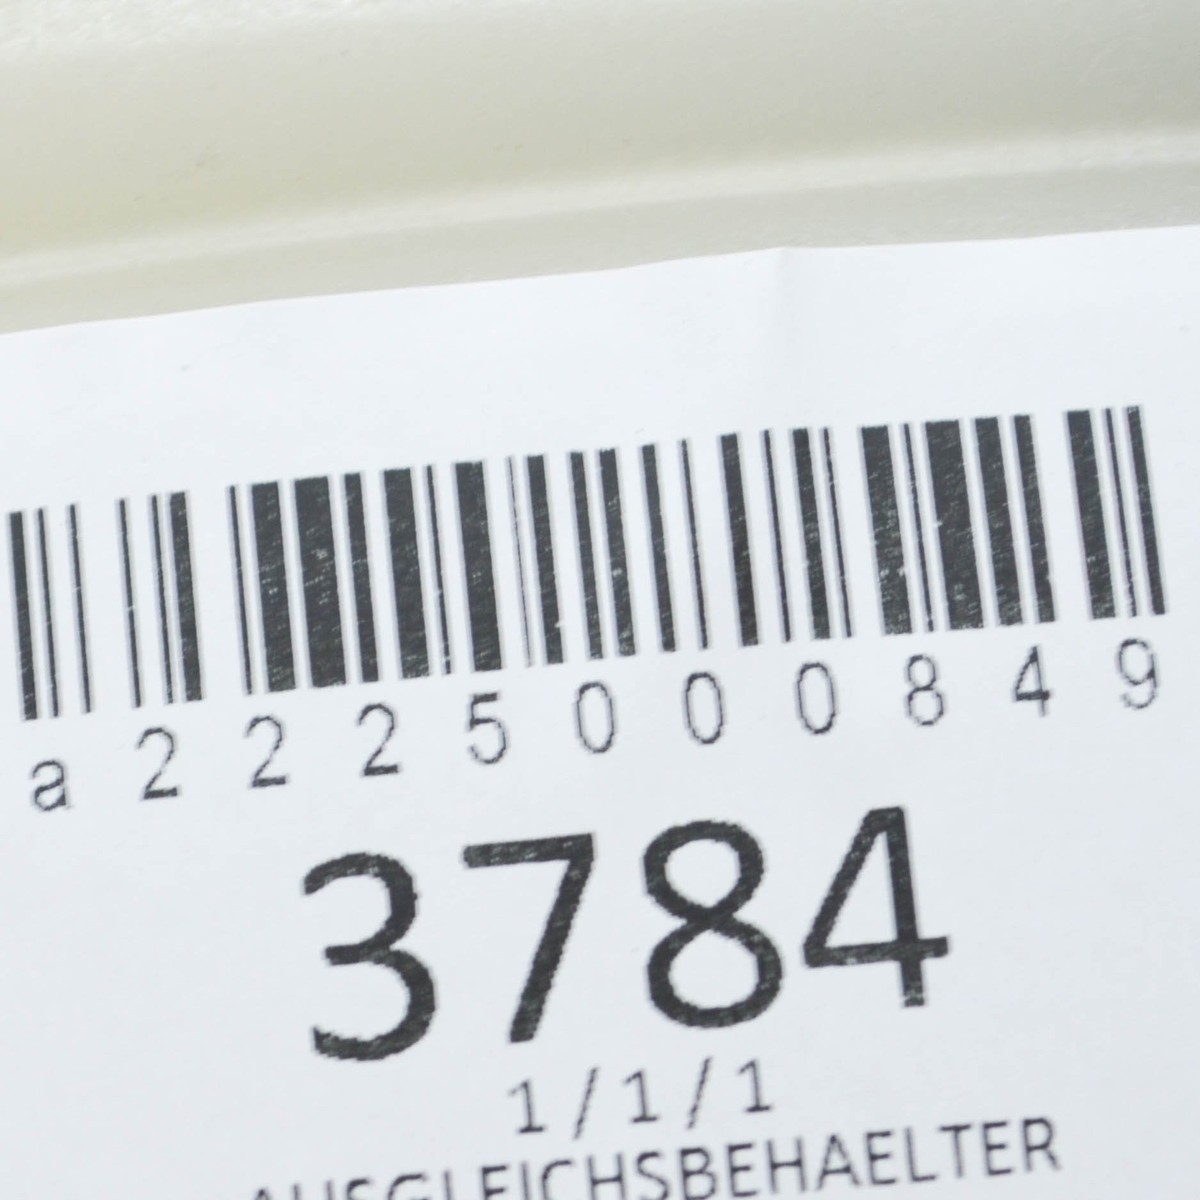 a2225000849
3784
1/1/1
AUSGLEICHSBEHAELTER